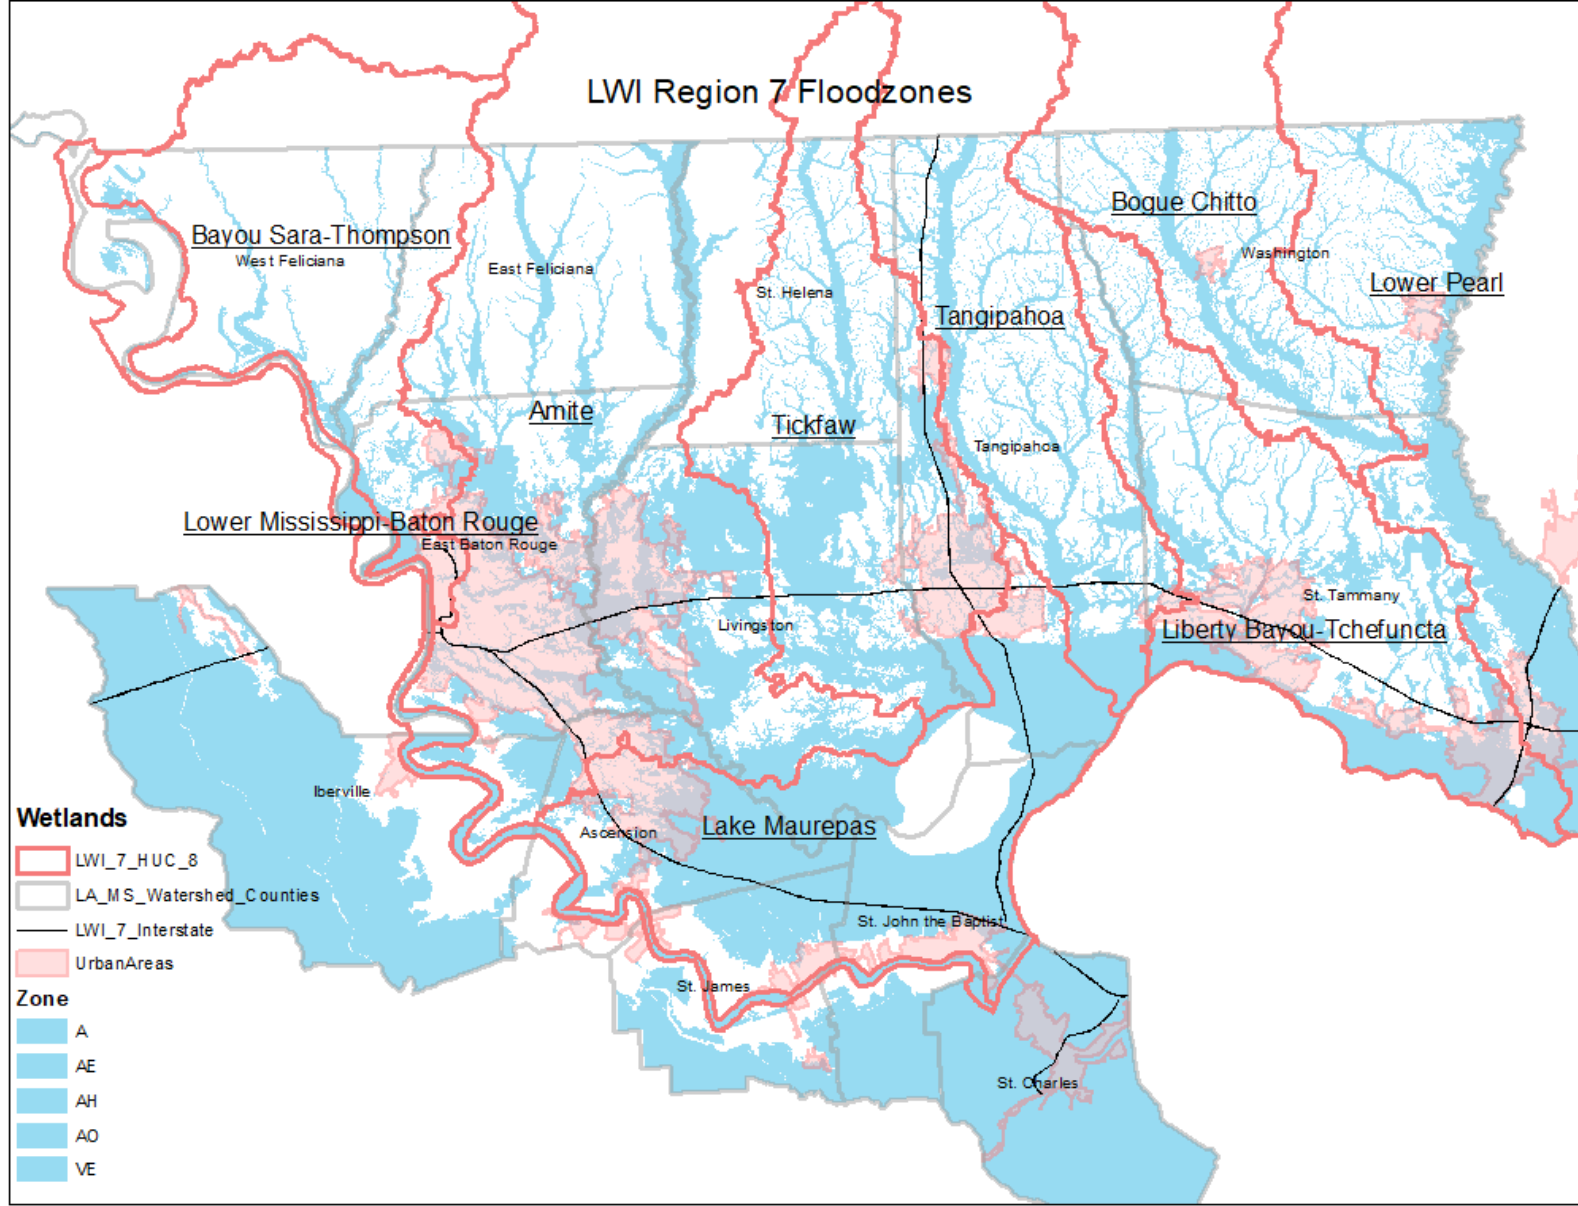 LWI Region 7 Floodzones
Bogue Chitto
Bayou Sara-Thompson
West Feliciana
East Feliciana
Washington
Lower Pearl
St. Helena
Tangipahoa
Amite
Tickfaw
Tangipahoa
Lower Mississippi-Baton Rouge
East Baton Rouge
St. Tammany
Livingston
Liberty Bayou-Tchefuncta
Iberville
Ascension
Lake Maurepas
St. John the Baptist
St. James
St. Charles
Wetlands
LWI_7_HUC_8
LA_MS_Watershed_Counties
LWI_7_Interstate
UrbanAreas
Zone
A
AE
AH
AO
VE